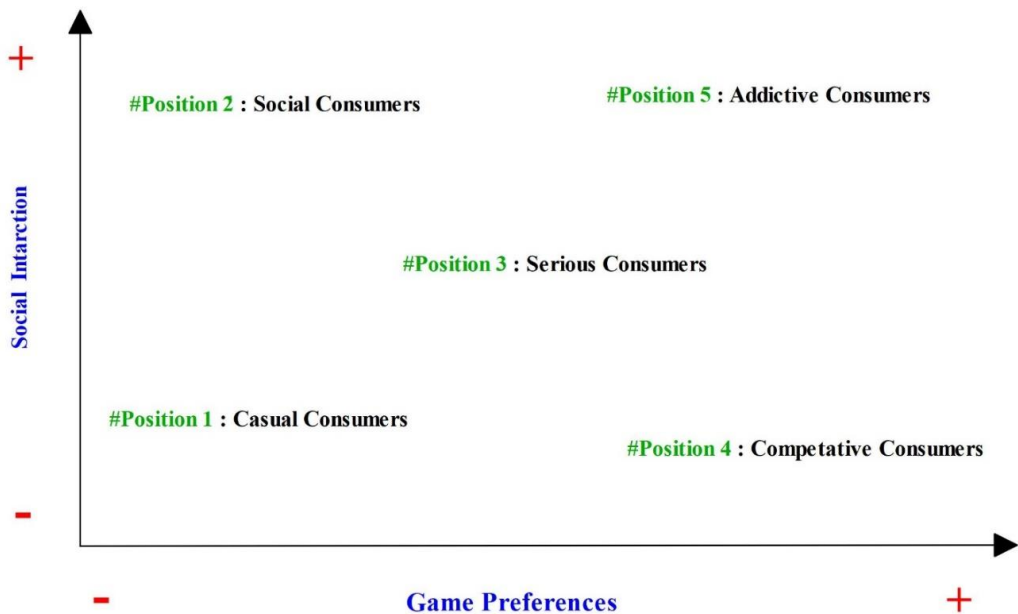 +
#Position 2 : Social Consumers
#Position 5 : Addictive Consumers
Social Intarction
#Position 3 : Serious Consumers
#Position 1 : Casual Consumers
#Position 4 : Competative Consumers
-
-
Game Preferences
+